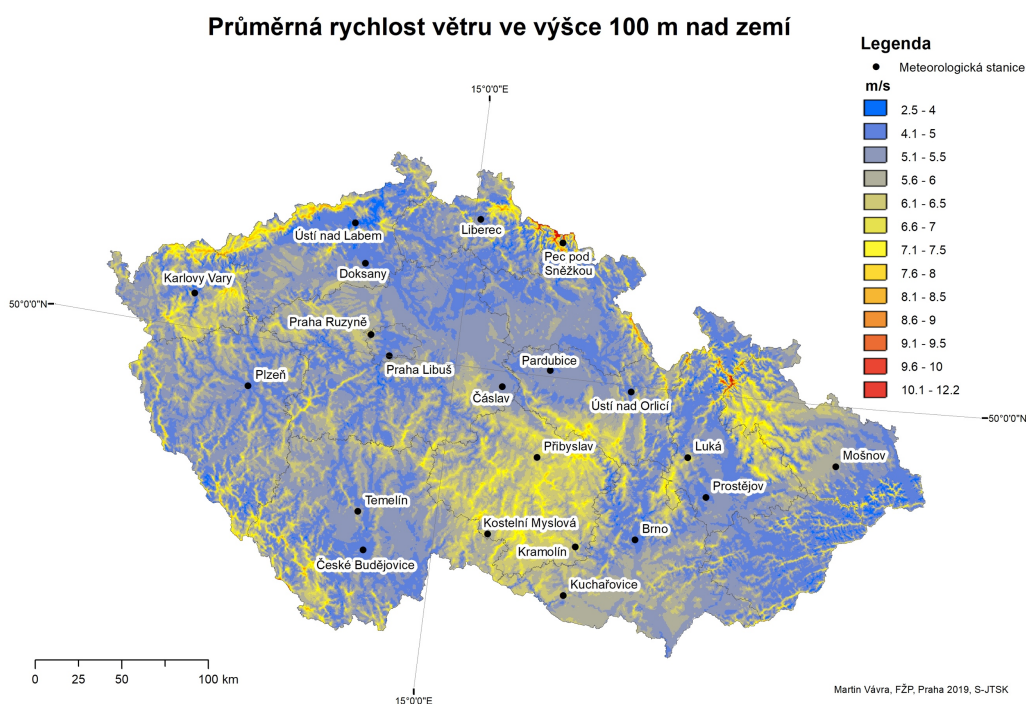 Průměrná rychlost větru ve výšce 100 m nad zemí
Legenda
Meteorologická stanice
m/s
2.5 - 4
4.1 - 5
5.1 - 5.5
5.6 - 6
6.1 - 6.5
6.6 - 7
7.1 - 7.5
7.6 - 8
8.1 - 8.5
8.6 - 9
9.1 - 9.5
9.6 - 10
10.1 - 12.2
15°0'0"E
Ústí nad Labem
Liberec
Pec pod
Sněžkou
Doksany
Karlovy Vary
50°0'0"N
Praha Ruzyně
Praha Libuš
Pardubice
Plzeň
Čáslav
Ústí nad Orlicí
50°0'0"N
Přibyslav
Luká
Mošnov
Prostějov
Temelín
Kostelní Myslová
Brno
Kramolín
České Budějovice
Kuchařovice
0 25 50 100 km
15°0'0"E
Martin Vávra, FŽP, Praha 2019, S-JTSK